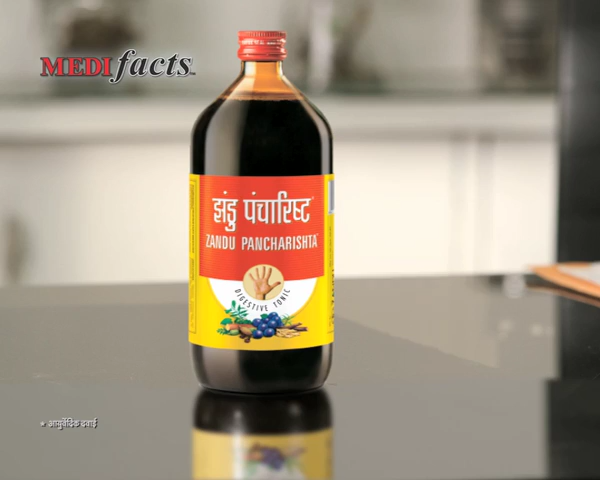 MEDIfacts
झंडु पंचारिष्ट
ZANDU PANCHARISHTA
DIGESTIVE TONIC
* आयुर्वेदिक दवाई